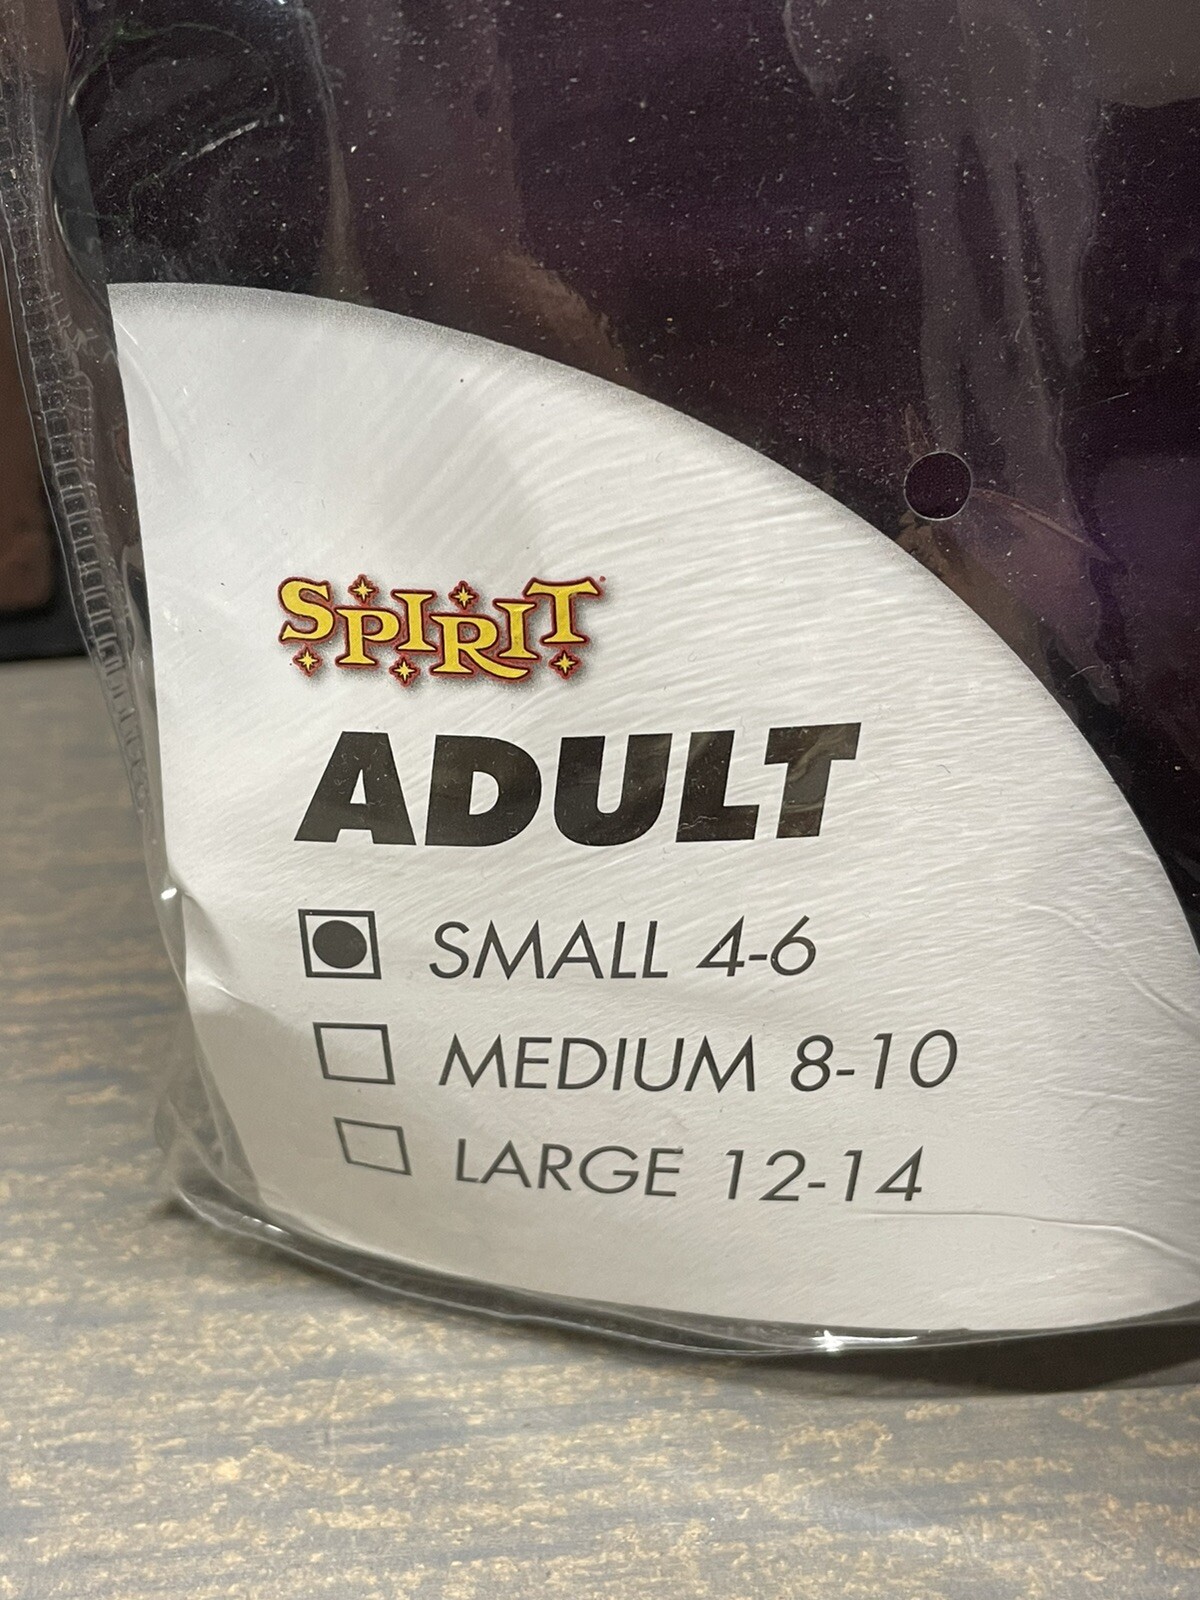 SPIRIT
ADULT
SMALL 4-6
MEDIUM 8-10
LARGE 12-14